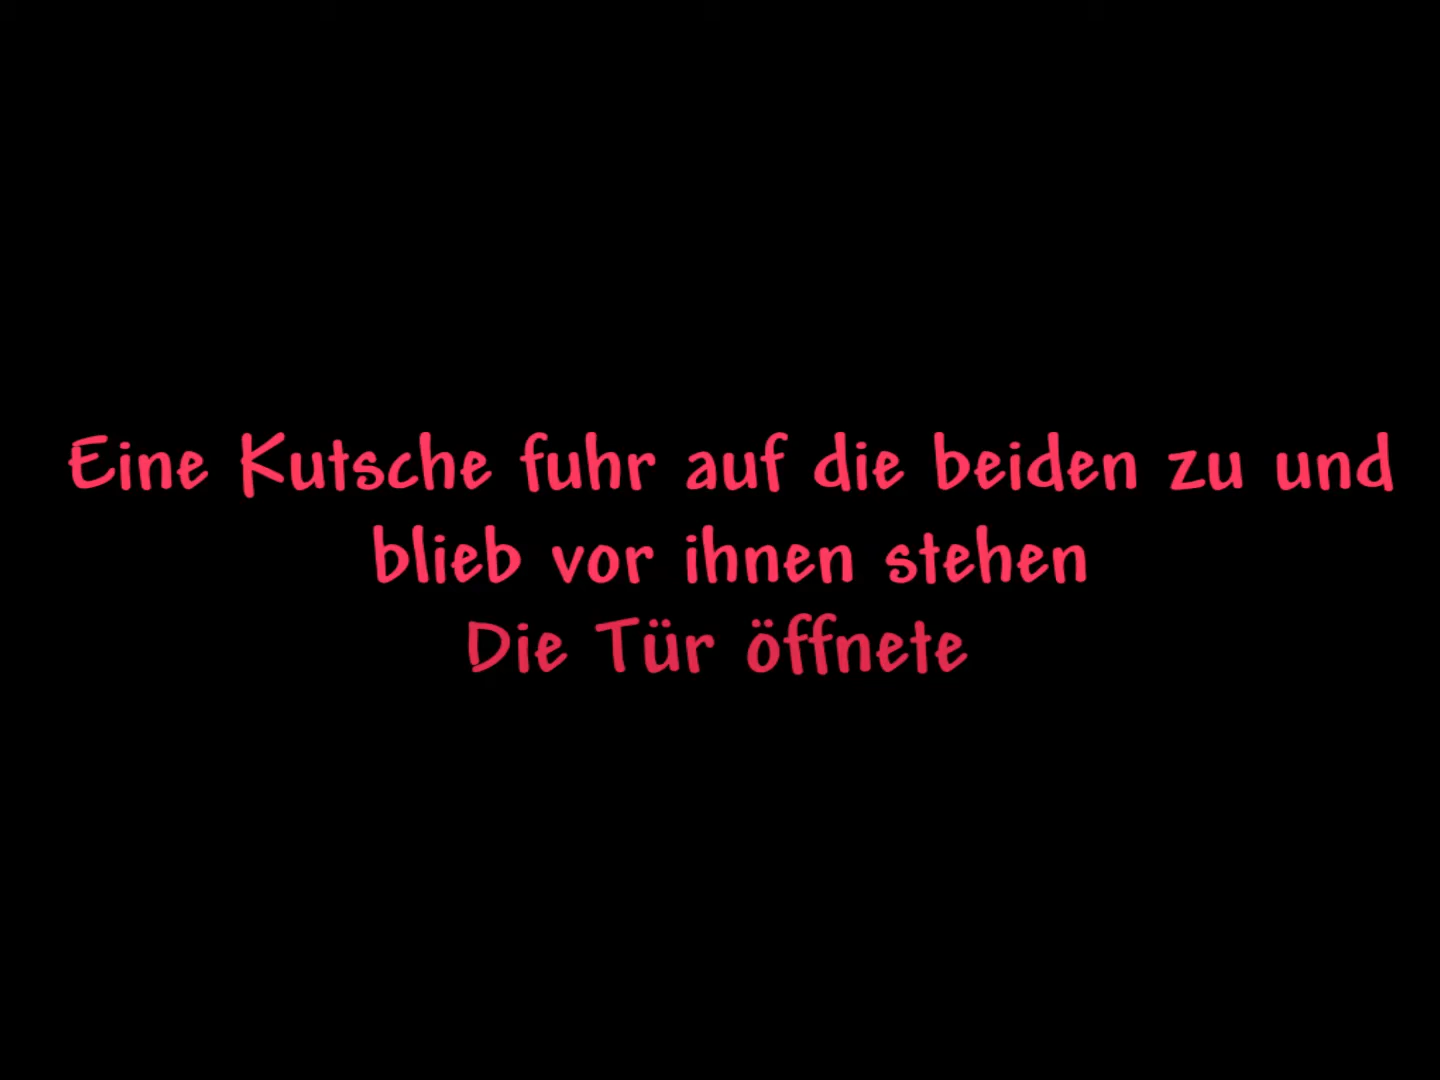 Eine Kutsche fuhr auf die beiden zu und
blieb vor ihnen stehen
Die Tür öffnete